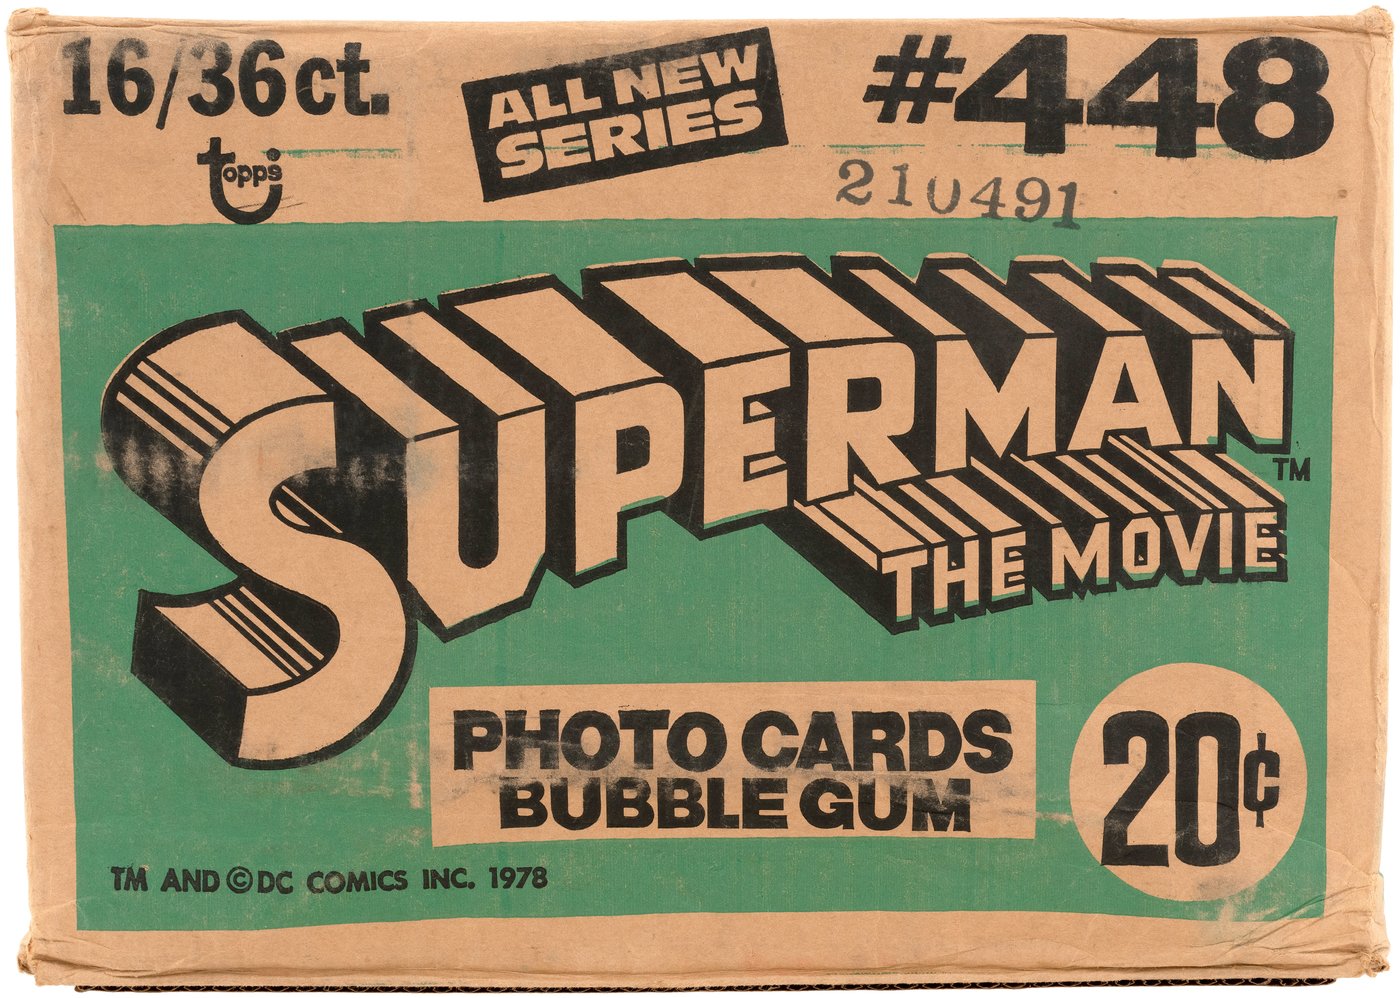 16/36 ct.
topps
ALL NEW
SERIES
#448
210491
SUPERMAN
THE MOVIE
TM
PHOTO CARDS
BUBBLE GUM
20¢
TM AND © DC COMICS INC. 1978